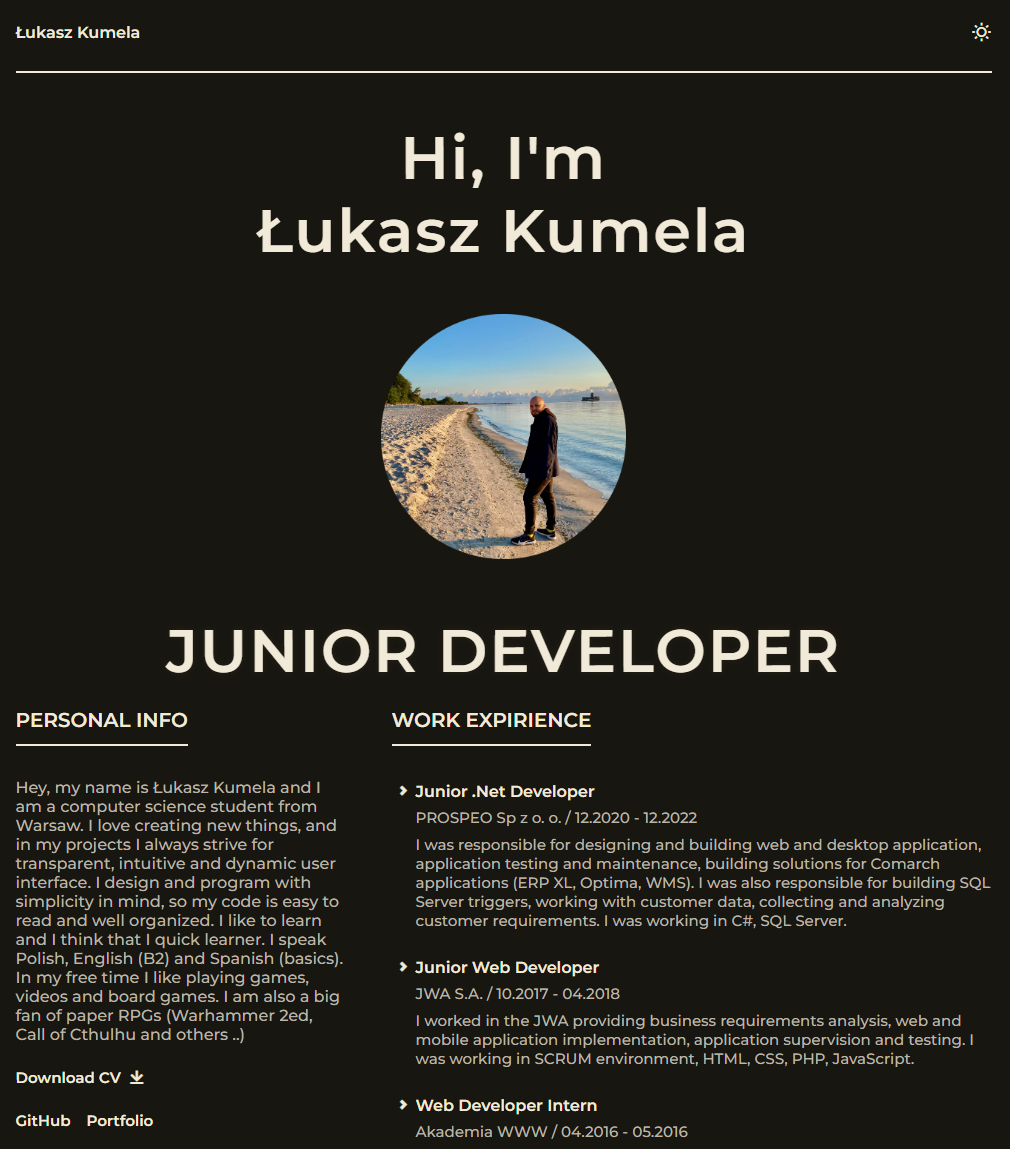 Łukasz Kumela
Hi, I'm
Łukasz Kumela
JUNIOR DEVELOPER
PERSONAL INFO
Hey, my name is Łukasz Kumela and I
am a computer science student from
Warsaw. I love creating new things, and
in my projects I always strive for
transparent, intuitive and dynamic user
interface. I design and program with
simplicity in mind, so my code is easy to
read and well organized. I like to learn
and I think that I quick learner. I speak
Polish, English (B2) and Spanish (basics).
In my free time I like playing games,
videos and board games. I am also a big
fan of paper RPGs (Warhammer 2ed,
Call of Cthulhu and others ..)
Download CV
GitHub Portfolio
WORK EXPIRIENCE
Junior .Net Developer
PROSPEO Sp z o. o. / 12.2020 - 12.2022
I was responsible for designing and building web and desktop application,
application testing and maintenance, building solutions for Comarch
applications (ERP XL, Optima, WMS). I was also responsible for building SQL
Server triggers, working with customer data, collecting and analyzing
customer requirements. I was working in C#, SQL Server.
Junior Web Developer
JWA S.A. / 10.2017 - 04.2018
I worked in the JWA providing business requirements analysis, web and
mobile application implementation, application supervision and testing. I
was working in SCRUM environment, HTML, CSS, PHP, JavaScript.
Web Developer Intern
Akademia WWW / 04.2016 - 05.2016